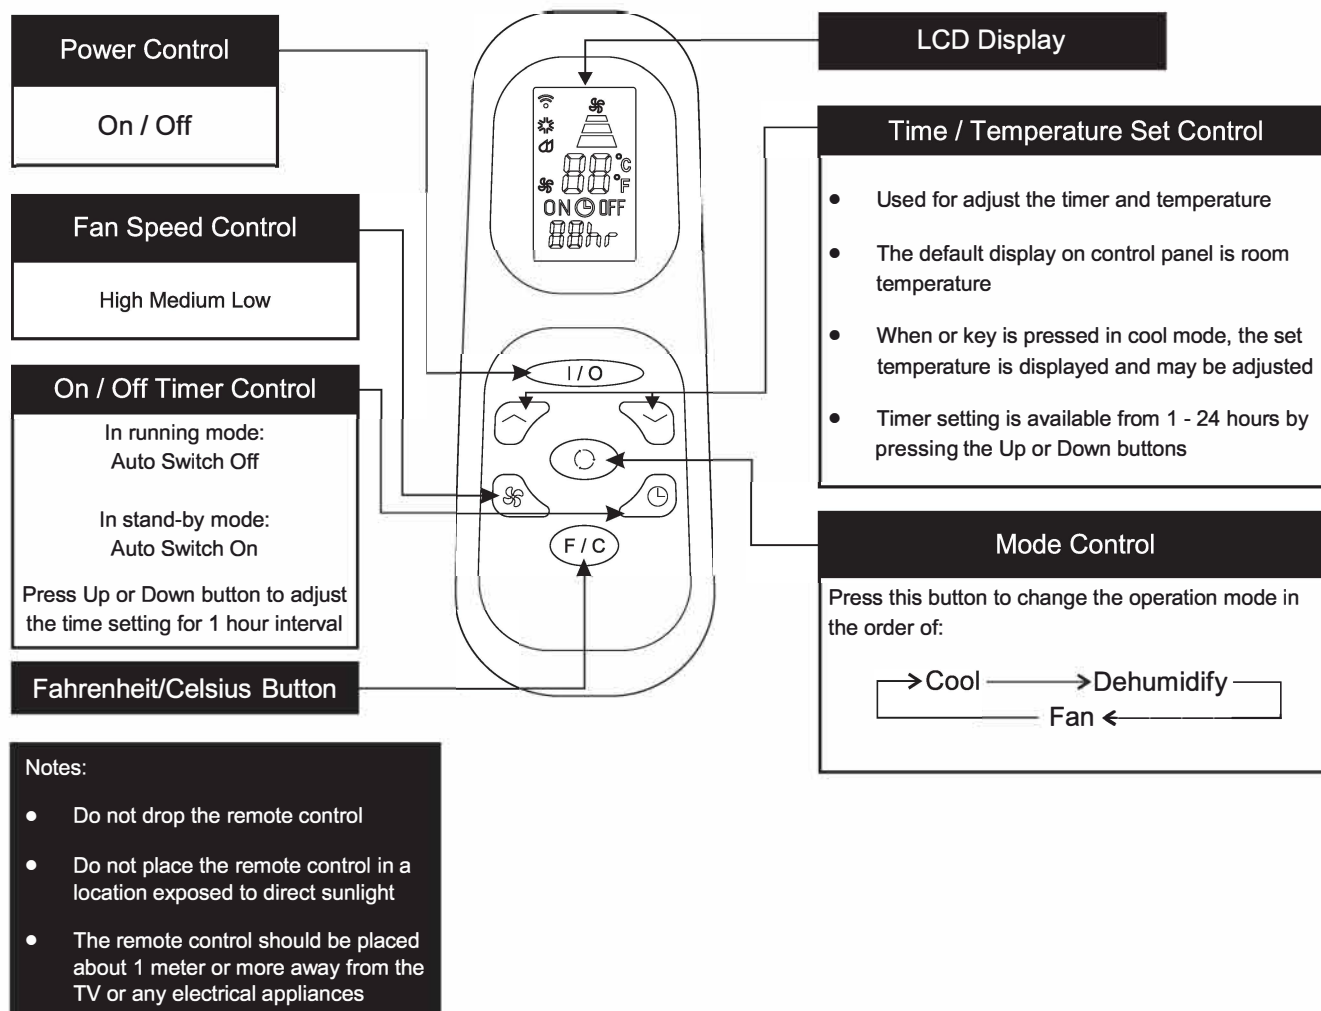 Power Control
On / Off
Fan Speed Control
High Medium Low
On / Off Timer Control
In running mode:
Auto Switch Off
In stand-by mode:
Auto Switch On
Press Up or Down button to adjust
the time setting for 1 hour interval
Fahrenheit/Celsius Button
Notes:
● Do not drop the remote control
● Do not place the remote control in a
location exposed to direct sunlight
● The remote control should be placed
about 1 meter or more away from the
TV or any electrical appliances
88°C
°F
ON OFF
88hr
I / O
F / C
LCD Display
Time / Temperature Set Control
● Used for adjust the timer and temperature
● The default display on control panel is room
temperature
● When or key is pressed in cool mode, the set
temperature is displayed and may be adjusted
● Timer setting is available from 1 - 24 hours by
pressing the Up or Down buttons
Mode Control
Press this button to change the operation mode in
the order of:
Cool Dehumidify
Fan